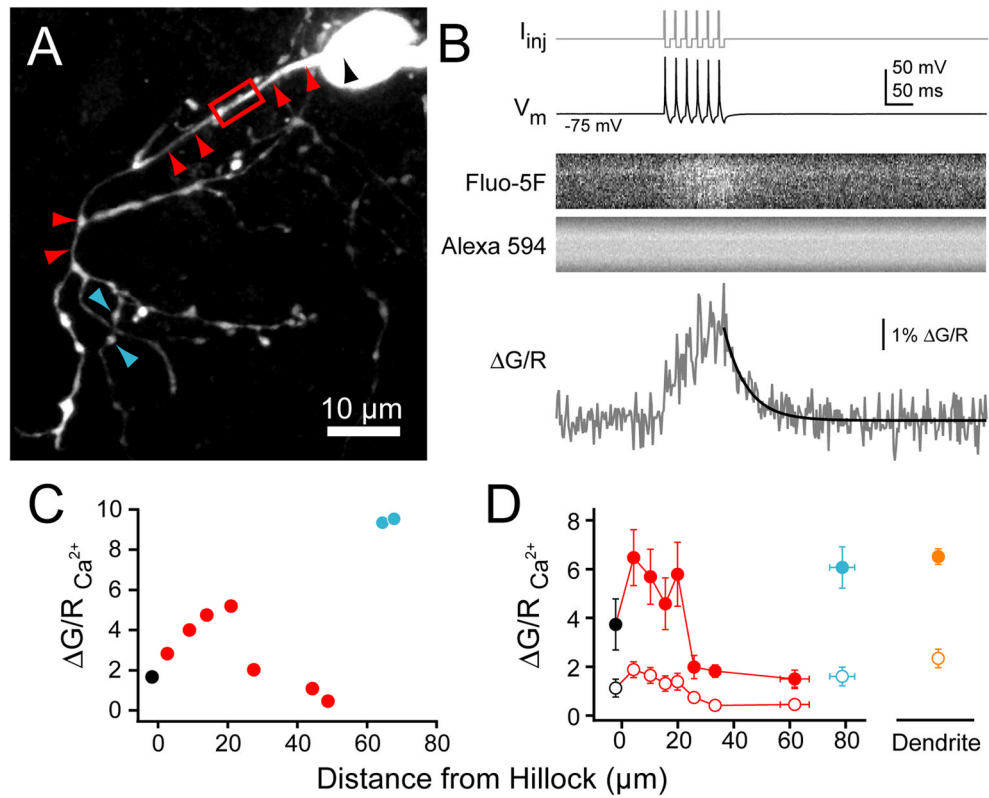 A
10 µm
B
I inj
V m
-75 mV
50 mV
50 ms
Fluo-5F
Alexa 594
ΔG/R
1% ΔG/R
C
ΔG/R Ca2+
10
8
6
4
2
0
0 20 40 60 80
D
ΔG/R Ca2+
8
6
4
2
0
0 20 40 60 80
Dendrite
Distance from Hillock (µm)